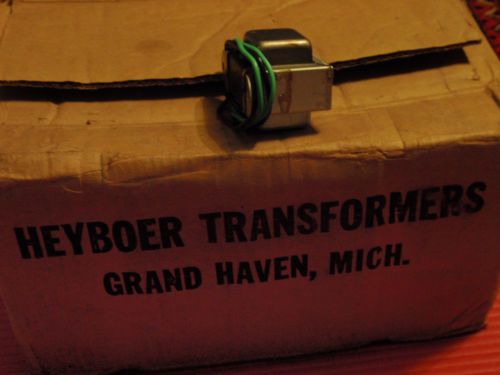 HEYBOER TRANSFORMERS
GRAND HAVEN, MICH.